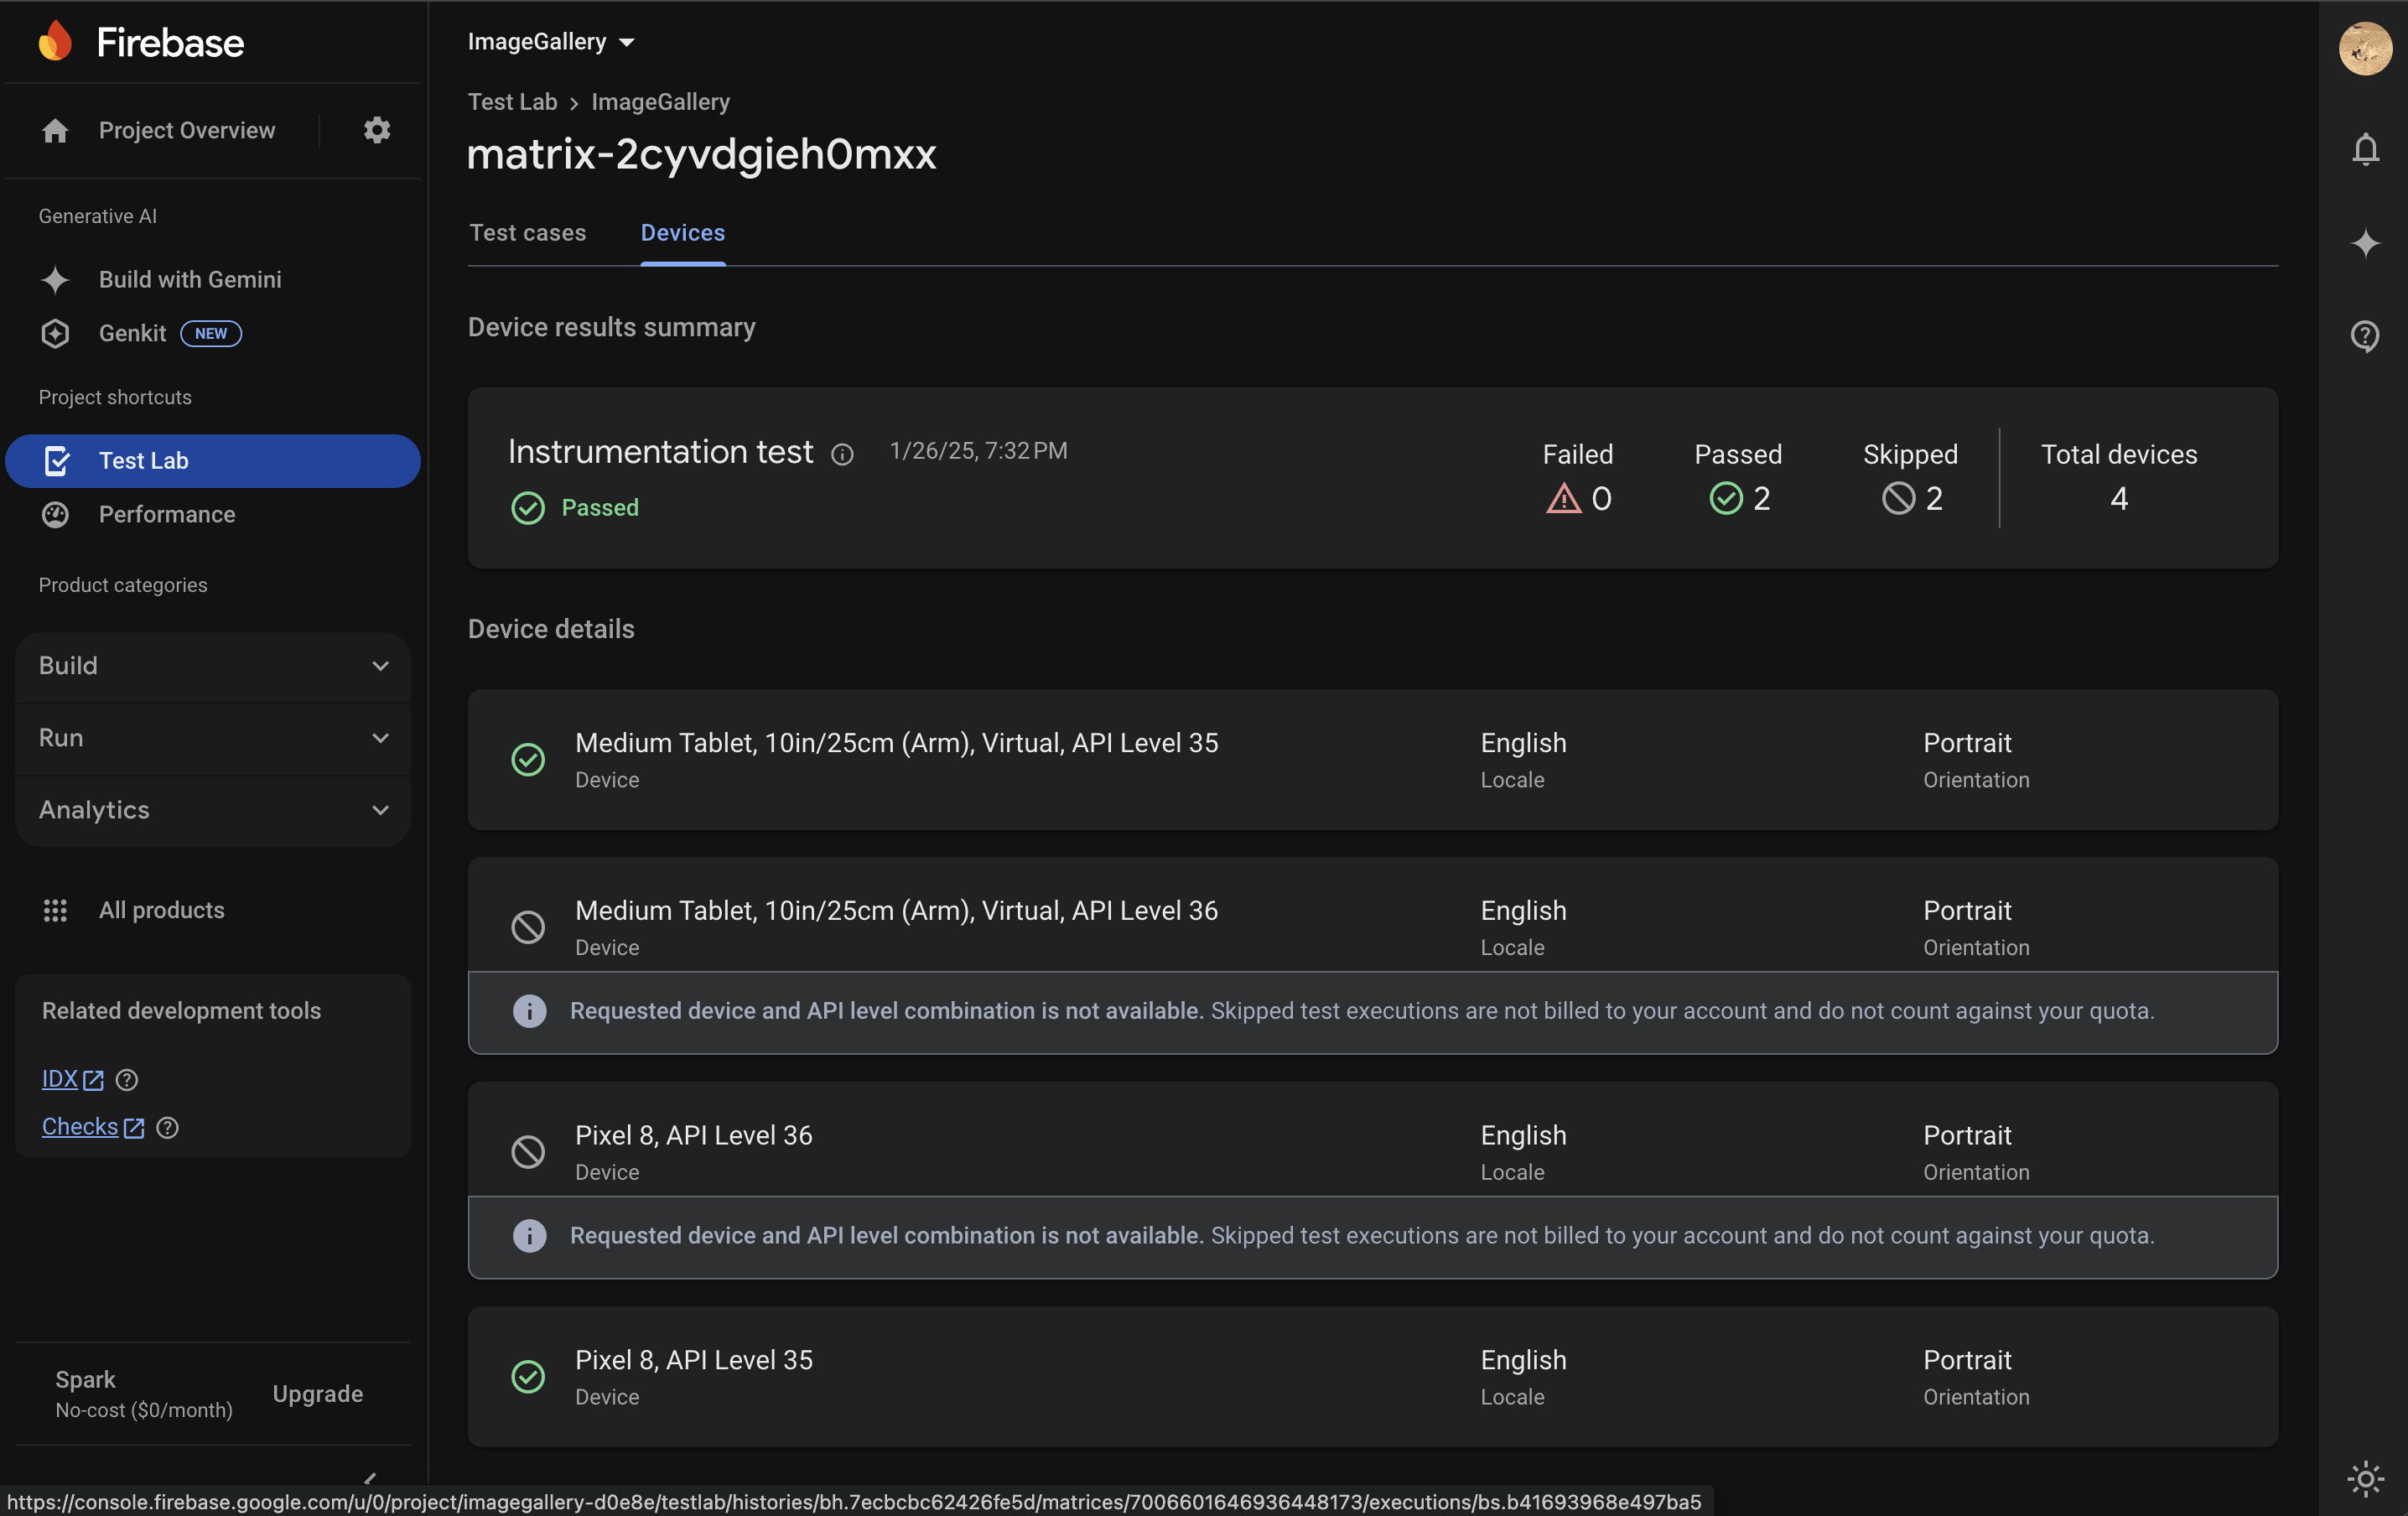 Firebase
Project Overview
Generative AI
Build with Gemini
Genkit NEW
Project shortcuts
Test Lab
Performance
Product categories
Build
Run
Analytics
All products
Related development tools
IDX
Checks
Spark
No-cost ($0/month)
Upgrade
ImageGallery
Test Lab > ImageGallery
matrix-2cyvdgieh0mxx
Test cases Devices
Device results summary
Instrumentation test 1/26/25, 7:32 PM
Passed
Failed Passed Skipped Total devices
0 2 2 4
Device details
Medium Tablet, 10in/25cm (Arm), Virtual, API Level 35 English Portrait
Device Locale Orientation
Medium Tablet, 10in/25cm (Arm), Virtual, API Level 36 English Portrait
Device Locale Orientation
Requested device and API level combination is not available. Skipped test executions are not billed to your account and do not count against your quota.
Pixel 8, API Level 36 English Portrait
Device Locale Orientation
Requested device and API level combination is not available. Skipped test executions are not billed to your account and do not count against your quota.
Pixel 8, API Level 35 English Portrait
Device Locale Orientation
https://console.firebase.google.com/u/0/project/imagegallery-d0e8e/testlab/histories/bh.7ecbcbc62426fe5d/matrices/7006601646936448173/executions/bs.b41693968e497ba5